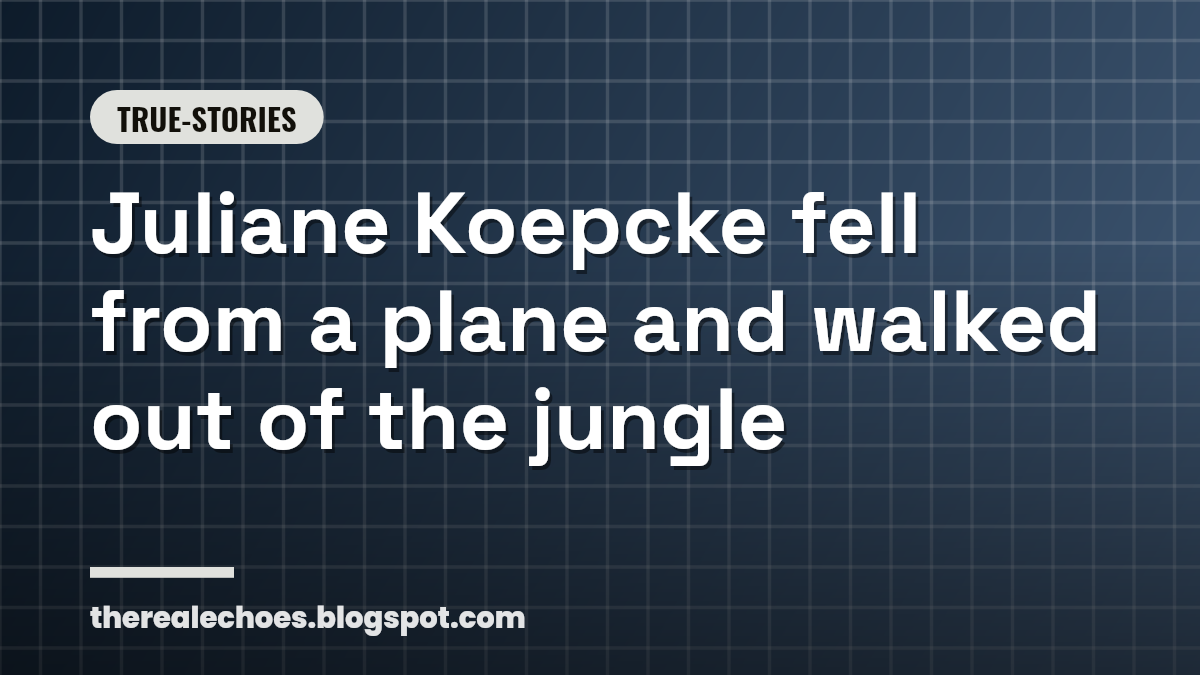 TRUE-STORIES
Juliane Koepcke fell
from a plane and walked
out of the jungle
therealechoes.blogspot.com